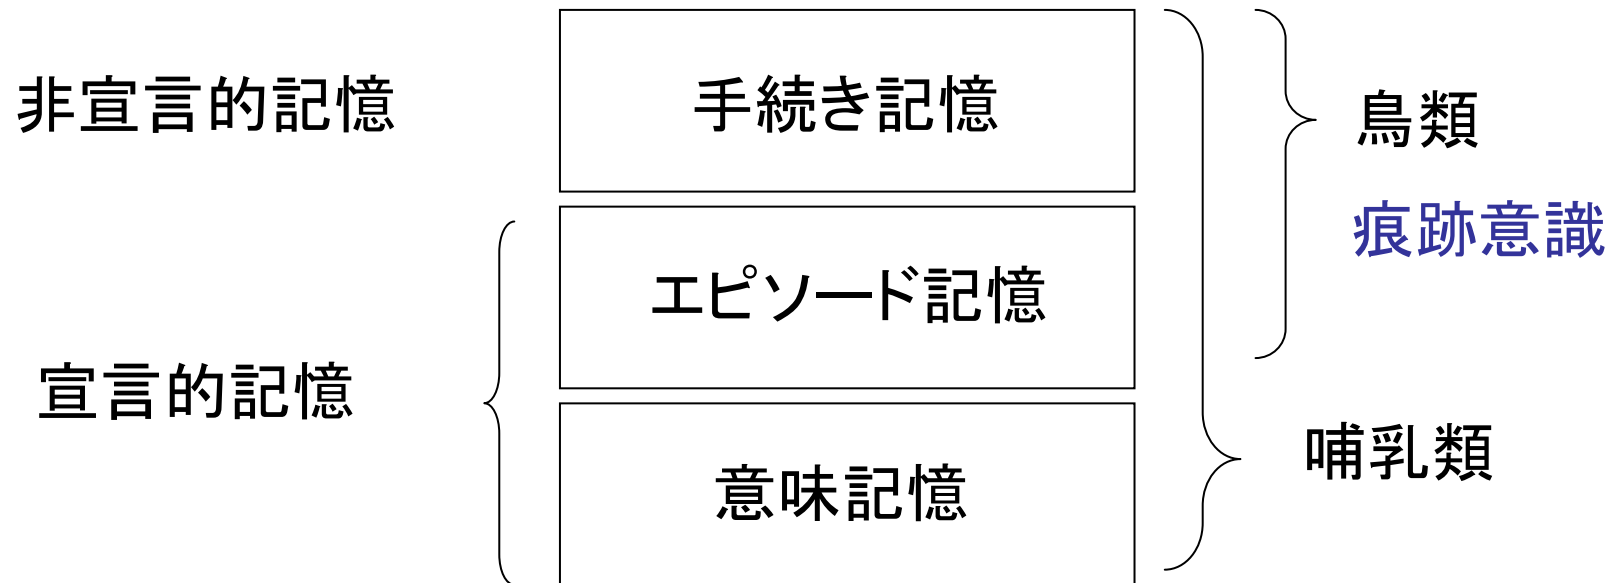 非宣言的記憶
手続き記憶
鳥類
痕跡意識
エピソード記憶
宣言的記憶
哺乳類
意味記憶